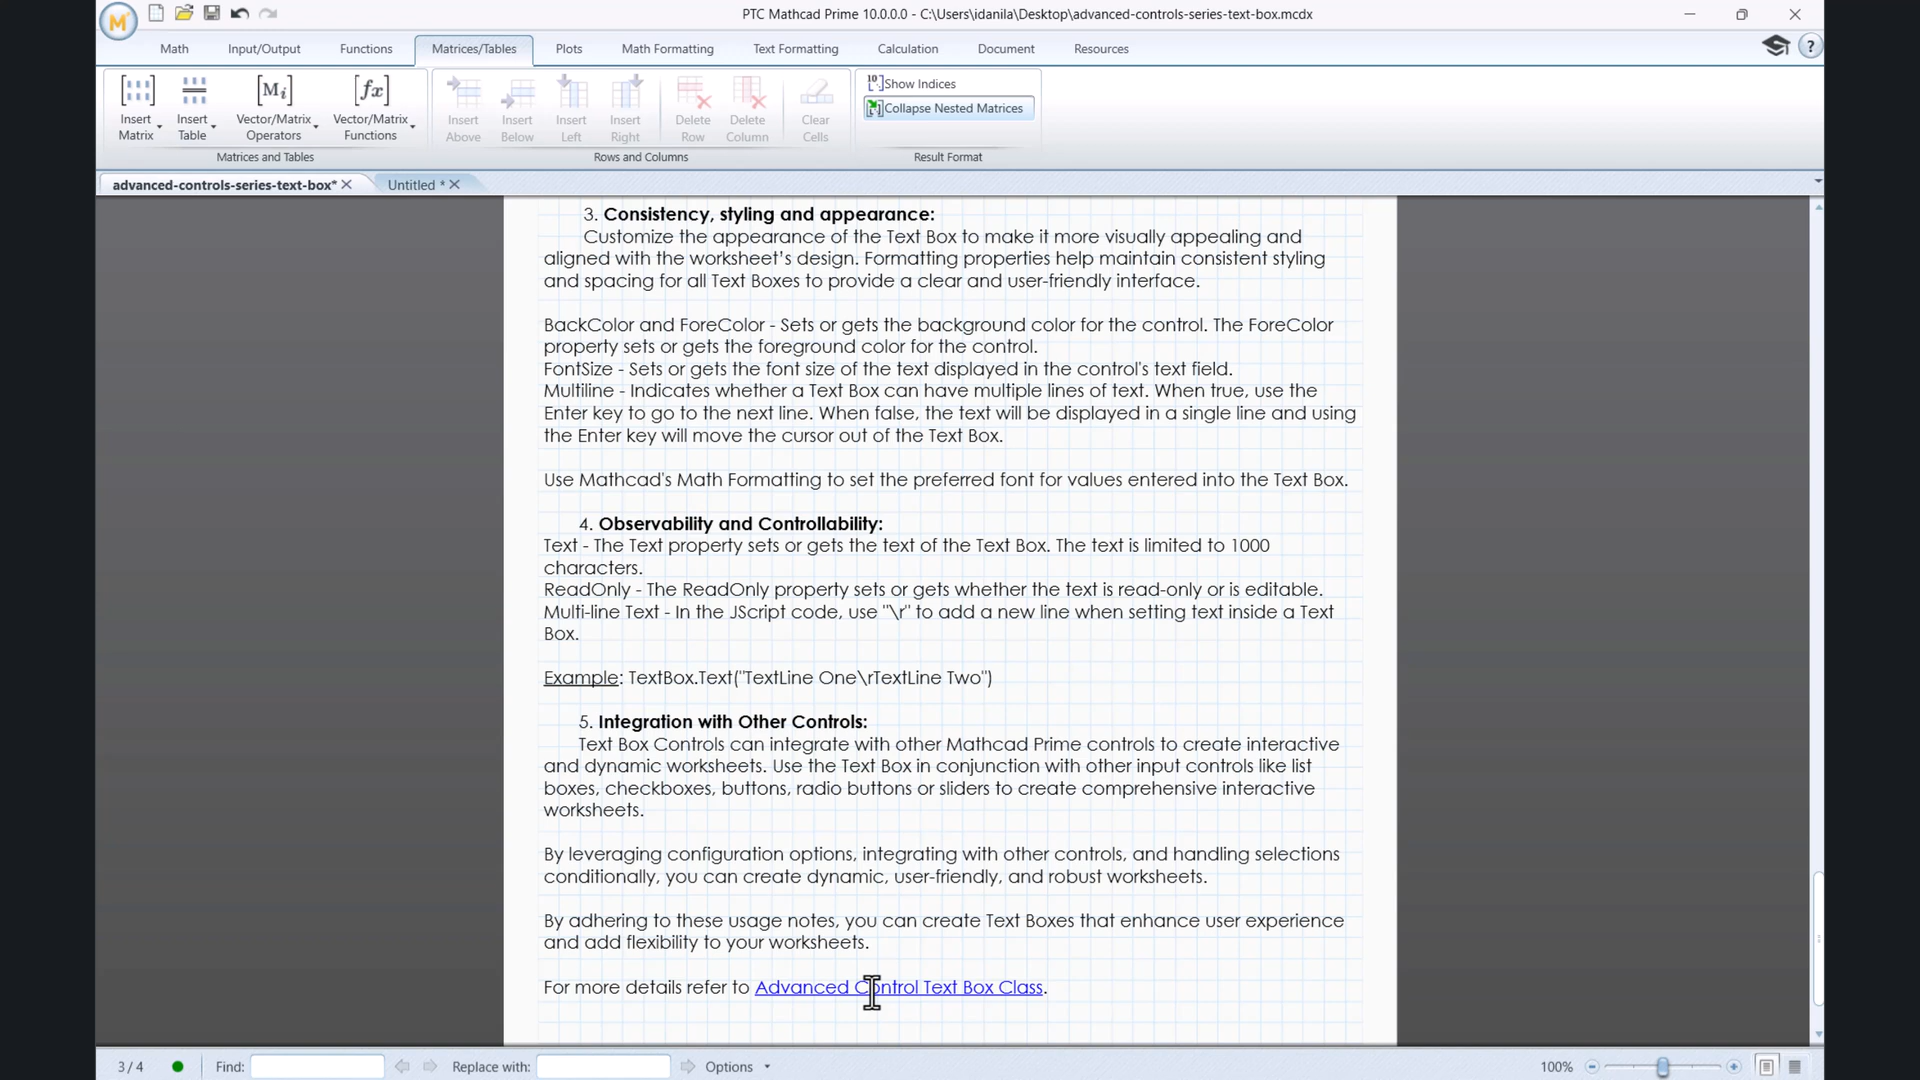 PTC Mathcad Prime 10.0.0.0 - C:\Users\idanila\Desktop\advanced-controls-series-text-box.mcdx
Math Input/Output Functions Matrices/Tables Plots Math Formatting Text Formatting Calculation Document Resources
Insert Matrix
Insert Table
Vector/Matrix Operators
Vector/Matrix Functions
Insert Above
Insert Below
Insert Left
Insert Right
Delete Row
Delete Column
Clear Cells
Show Indices
Collapse Nested Matrices
Matrices and Tables Rows and Columns Result Format
advanced-controls-series-text-box* Untitled *
3. Consistency, styling and appearance:
Customize the appearance of the Text Box to make it more visually appealing and
aligned with the worksheet's design. Formatting properties help maintain consistent styling
and spacing for all Text Boxes to provide a clear and user-friendly interface.
BackColor and ForeColor - Sets or gets the background color for the control. The ForeColor
property sets or gets the foreground color for the control.
FontSize - Sets or gets the font size of the text displayed in the control's text field.
Multiline - Indicates whether a Text Box can have multiple lines of text. When true, use the
Enter key to go to the next line. When false, the text will be displayed in a single line and using
the Enter key will move the cursor out of the Text Box.
Use Mathcad's Math Formatting to set the preferred font for values entered into the Text Box.
4. Observability and Controllability:
Text - The Text property sets or gets the text of the Text Box. The text is limited to 1000
characters.
ReadOnly - The ReadOnly property sets or gets whether the text is read-only or is editable.
Multi-line Text - In the JScript code, use "\r" to add a new line when setting text inside a Text
Box.
Example: TextBox.Text("TextLine One\rTextLine Two")
5. Integration with Other Controls:
Text Box Controls can integrate with other Mathcad Prime controls to create interactive
and dynamic worksheets. Use the Text Box in conjunction with other input controls like list
boxes, checkboxes, buttons, radio buttons or sliders to create comprehensive interactive
worksheets.
By leveraging configuration options, integrating with other controls, and handling selections
conditionally, you can create dynamic, user-friendly, and robust worksheets.
By adhering to these usage notes, you can create Text Boxes that enhance user experience
and add flexibility to your worksheets.
For more details refer to Advanced Control Text Box Class.
3 / 4 Find: Replace with: Options 100%